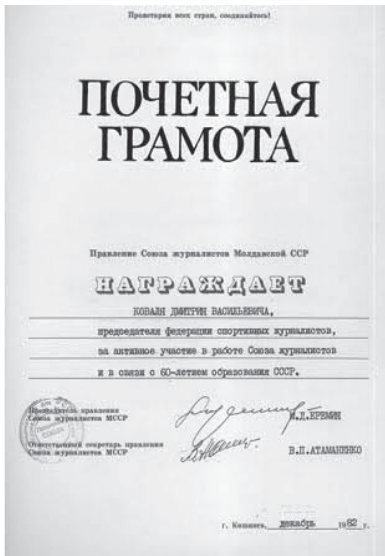 Пролетарии всех стран, соединяйтесь!
ПОЧЕТНАЯ
ГРАМОТА
Правление Союза журналистов Молдавской ССР
НАГРАЖДАЕТ
КОВАЛЯ ДМИТРИЯ ВАСИЛЬЕВИЧА,
председателя федерации спортивных журналистов,
за активное участие в работе Союза журналистов
и в связи с 60-летием образования СССР.
Председатель правления
Союза журналистов МССР
И.Д.ЕРЕМИН
Ответственный секретарь правления
Союза журналистов МССР
В.П.АТАМАНЕНКО
г. Кишинев, декабрь 1982 г.